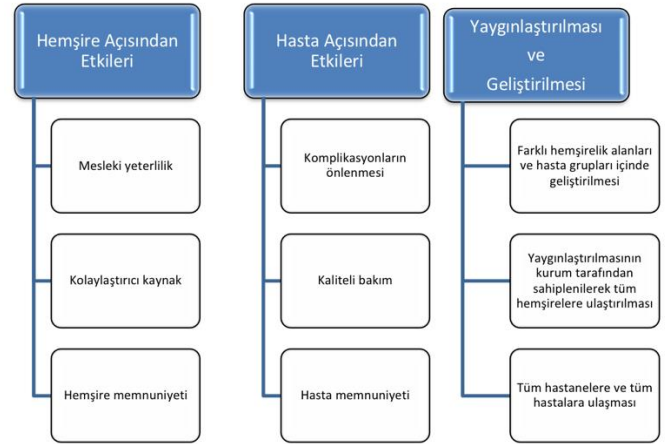 Hemşire Açısından
Etkileri
Mesleki yeterlilik
Kolaylaştırıcı kaynak
Hemşire memnuniyeti
Hasta Açısından
Etkileri
Komplikasyonların
önlenmesi
Kaliteli bakım
Hasta memnuniyeti
Yaygınlaştırılması
ve
Geliştirilmesi
Farklı hemşirelik alanları
ve hasta grupları içinde
geliştirilmesi
Yaygınlaştırılmasının
kurum tarafından
sahiplenilerek tüm
hemşirelere ulaştırılması
Tüm hastanelere ve tüm
hastalara ulaşması